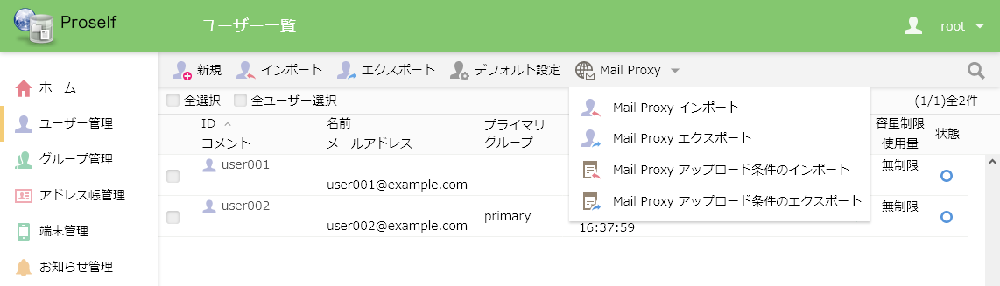 Proself
ユーザー一覧
root
ホーム
ユーザー管理
グループ管理
アドレス帳管理
端末管理
お知らせ管理
新規 インポート エクスポート デフォルト設定 Mail Proxy
全選択 全ユーザー選択 (1/1)全2件
ID 名前 プライマリ 容量制限 状態
コメント メールアドレス グループ 使用量
Mail Proxy インポート
Mail Proxy エクスポート
Mail Proxy アップロード条件のインポート
Mail Proxy アップロード条件のエクスポート
user001 無制限
user001@example.com
user002 無制限
user002@example.com primary 16:37:59